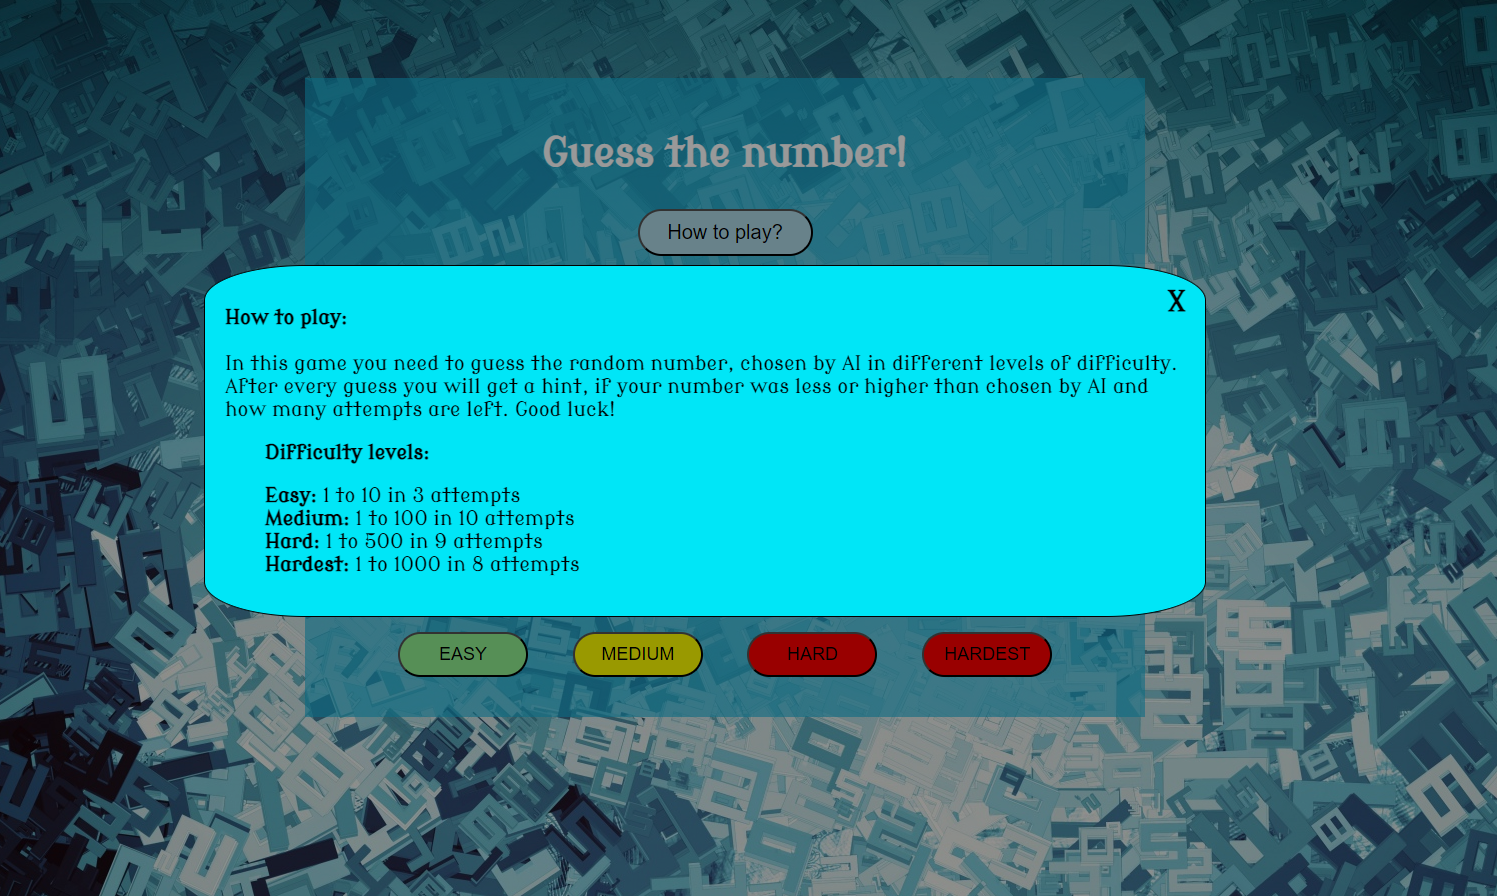 Guess the number!
How to play?
X
How to play:
In this game you need to guess the random number, chosen by AI in different levels of difficulty.
After every guess you will get a hint, if your number was less or higher than chosen by AI and
how many attempts are left. Good luck!
Difficulty levels:
Easy: 1 to 10 in 3 attempts
Medium: 1 to 100 in 10 attempts
Hard: 1 to 500 in 9 attempts
Hardest: 1 to 1000 in 8 attempts
EASY
MEDIUM
HARD
HARDEST